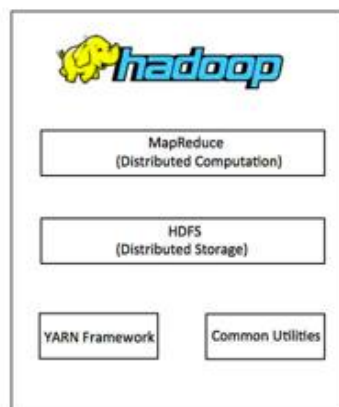 hadoop
MapReduce
(Distributed Computation)
HDFS
(Distributed Storage)
YARN Framework
Common Utilities